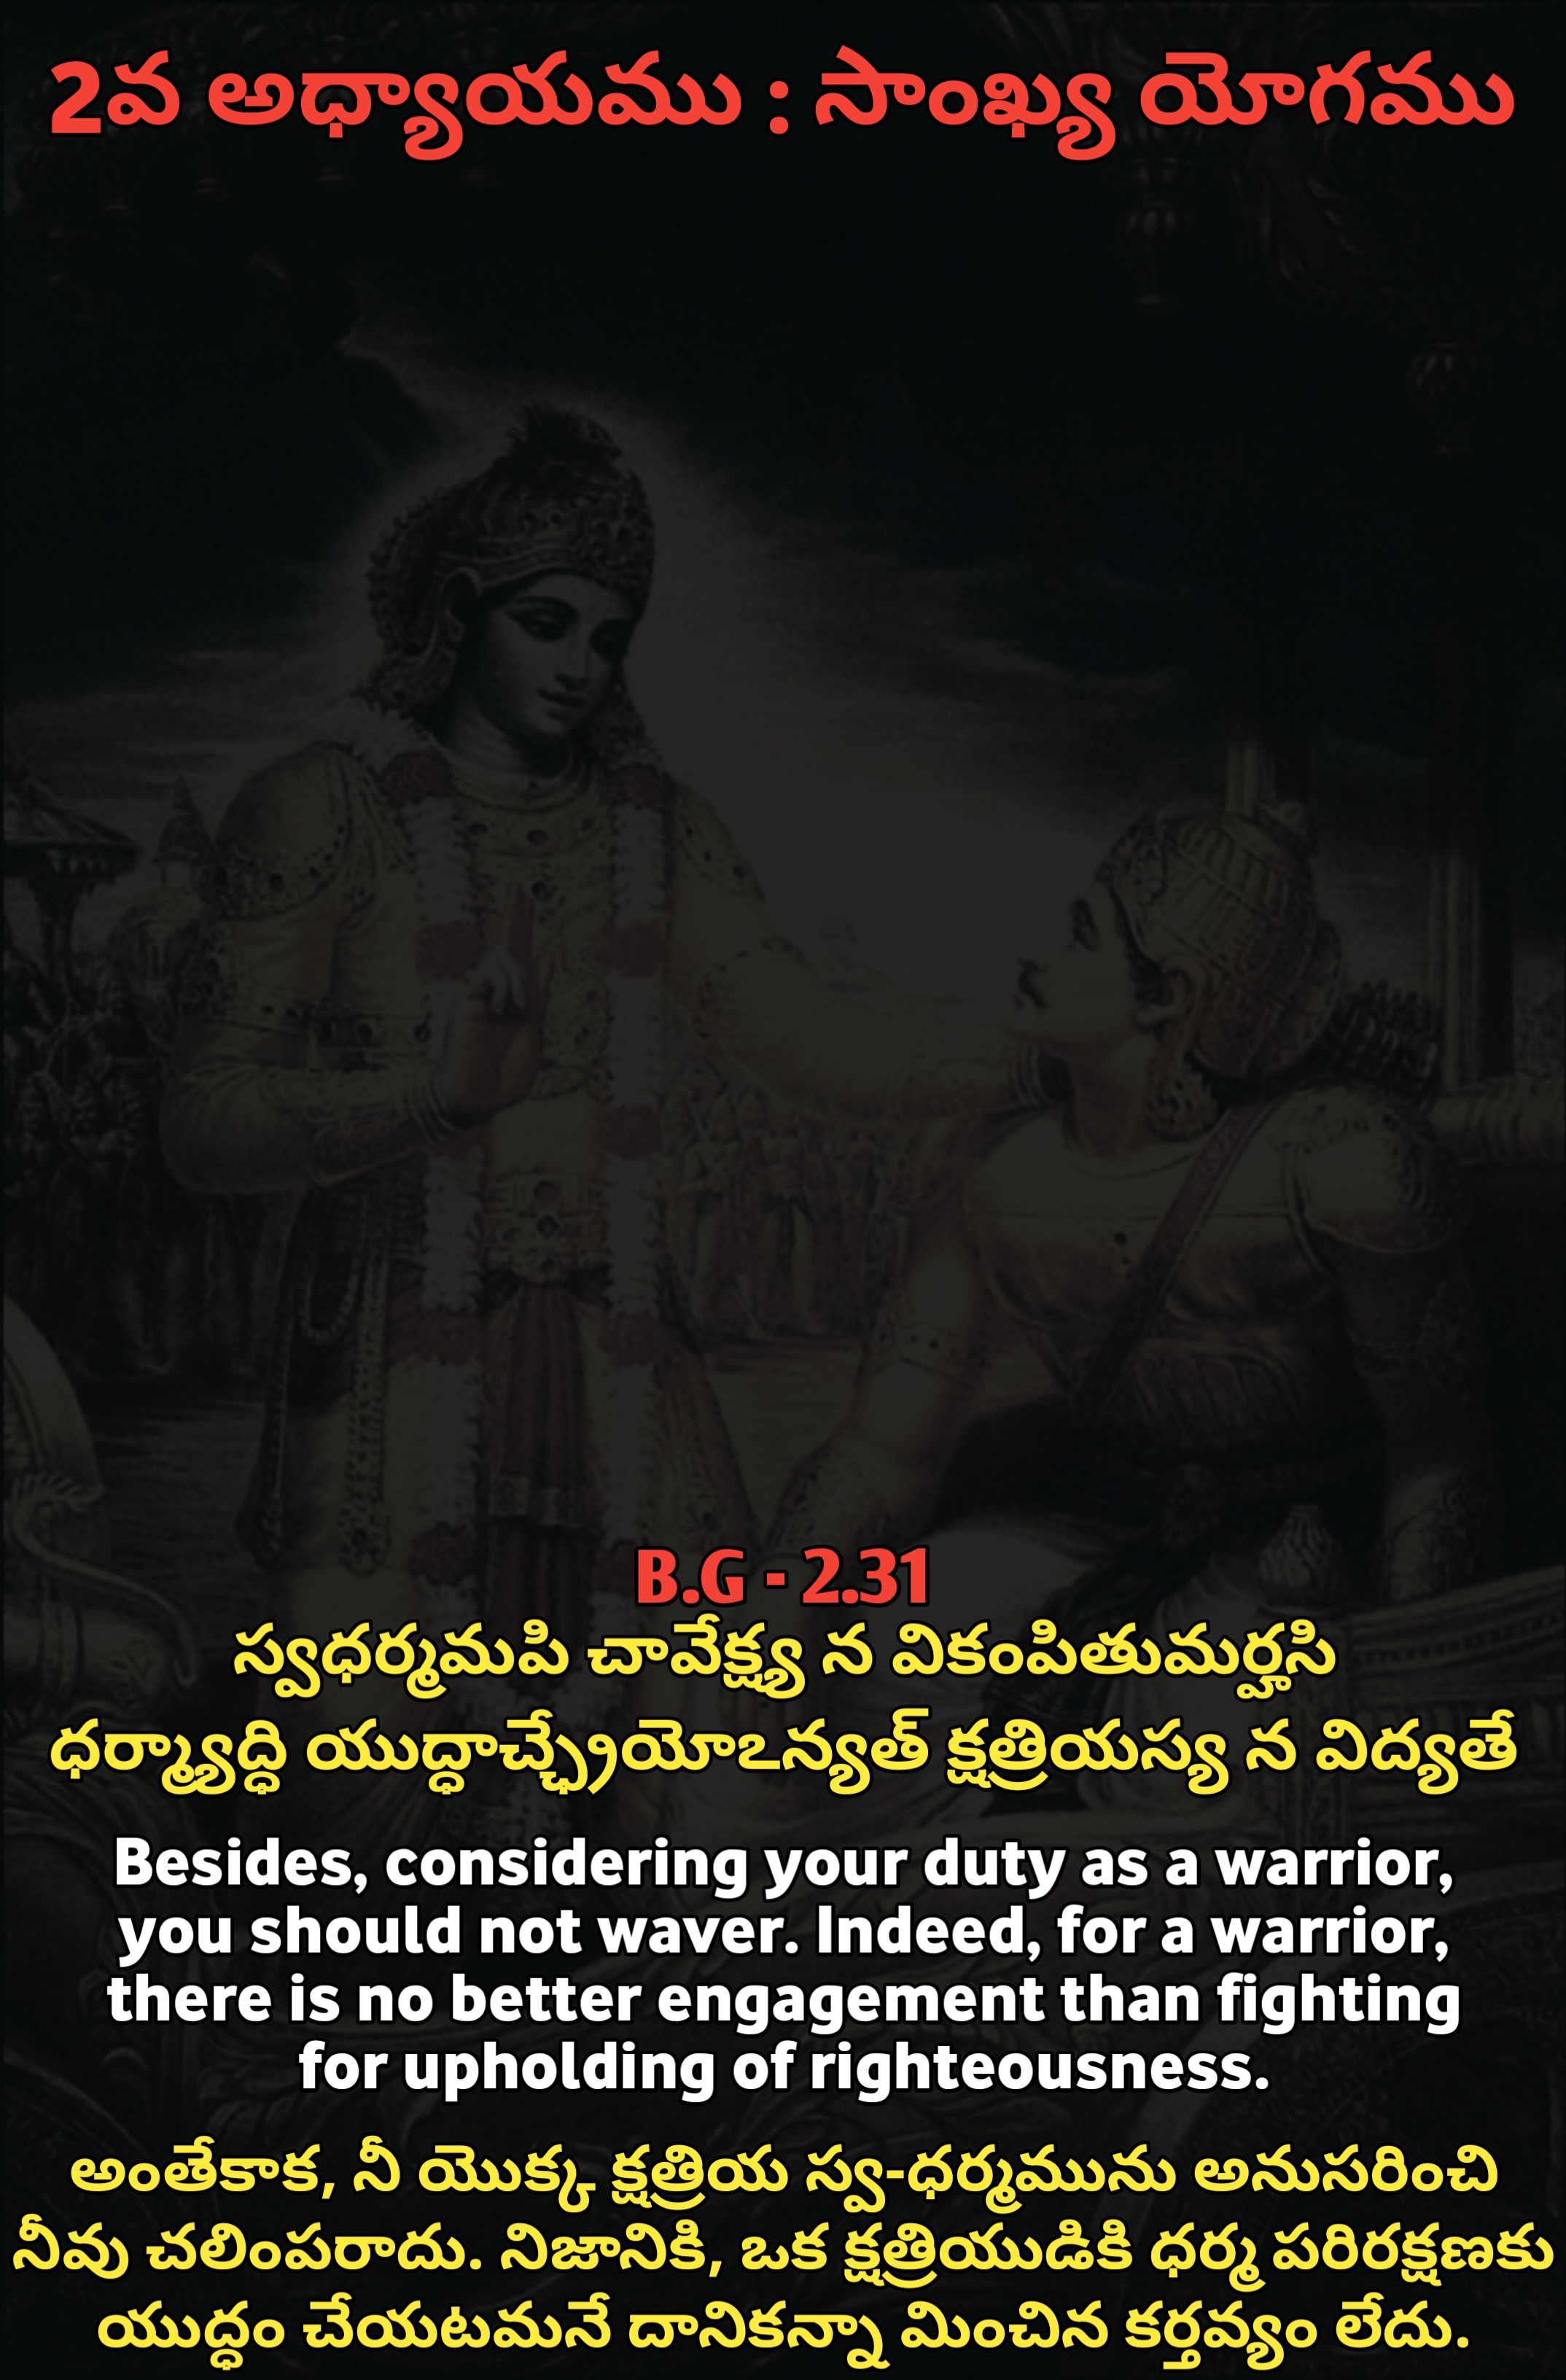 2వ అధ్యాయము : సాంఖ్య యోగము
B.G - 2.31
స్వధర్మమపి చావేక్ష్య న వికంపితుమర్హసి
ధర్మ్యాద్ధి యుద్ధాచ్ఛ్రేయోఽన్యత్ క్షత్రియస్య న విద్యతే
Besides, considering your duty as a warrior,
you should not waver. Indeed, for a warrior,
there is no better engagement than fighting
for upholding of righteousness.
అంతేకాక, నీ యొక్క క్షత్రియ స్వ-ధర్మమును అనుసరించి
నీవు చలింపరాదు. నిజానికి, ఒక క్షత్రియుడికి ధర్మ పరిరక్షణకు
యుద్ధం చేయటమనే దానికన్నా మించిన కర్తవ్యం లేదు.